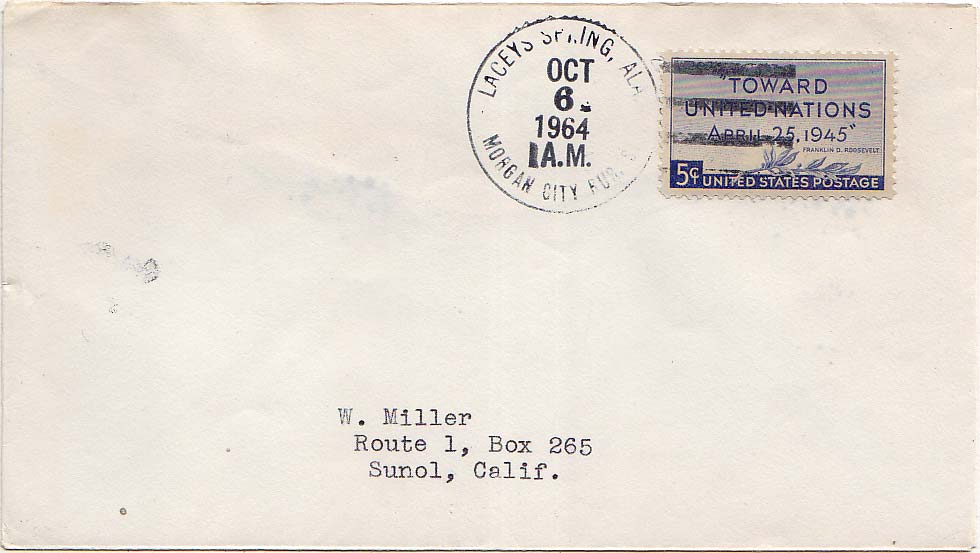 LACEYS SPRING, ALA
OCT
6
1964
A.M.
MORGAN CITY RUR. S
"TOWARD
UNITED NATIONS
APRIL 25, 1945"
FRANKLIN D. ROOSEVELT
5¢ UNITED STATES POSTAGE
W. Miller
Route 1, Box 265
Sunol, Calif.